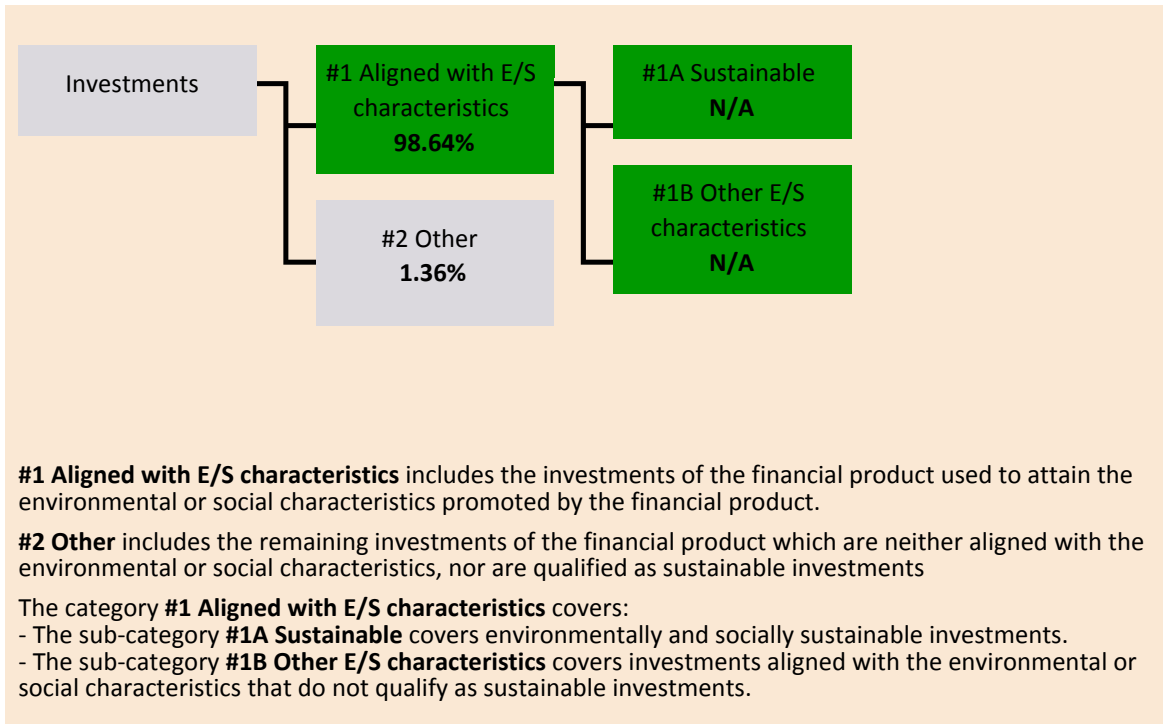 Investments
#1 Aligned with E/S
characteristics
98.64%
#2 Other
1.36%
#1A Sustainable
N/A
#1B Other E/S
characteristics
N/A
#1 Aligned with E/S characteristics includes the investments of the financial product used to attain the
environmental or social characteristics promoted by the financial product.
#2 Other includes the remaining investments of the financial product which are neither aligned with the
environmental or social characteristics, nor are qualified as sustainable investments
The category #1 Aligned with E/S characteristics covers:
- The sub-category #1A Sustainable covers environmentally and socially sustainable investments.
- The sub-category #1B Other E/S characteristics covers investments aligned with the environmental or
social characteristics that do not qualify as sustainable investments.